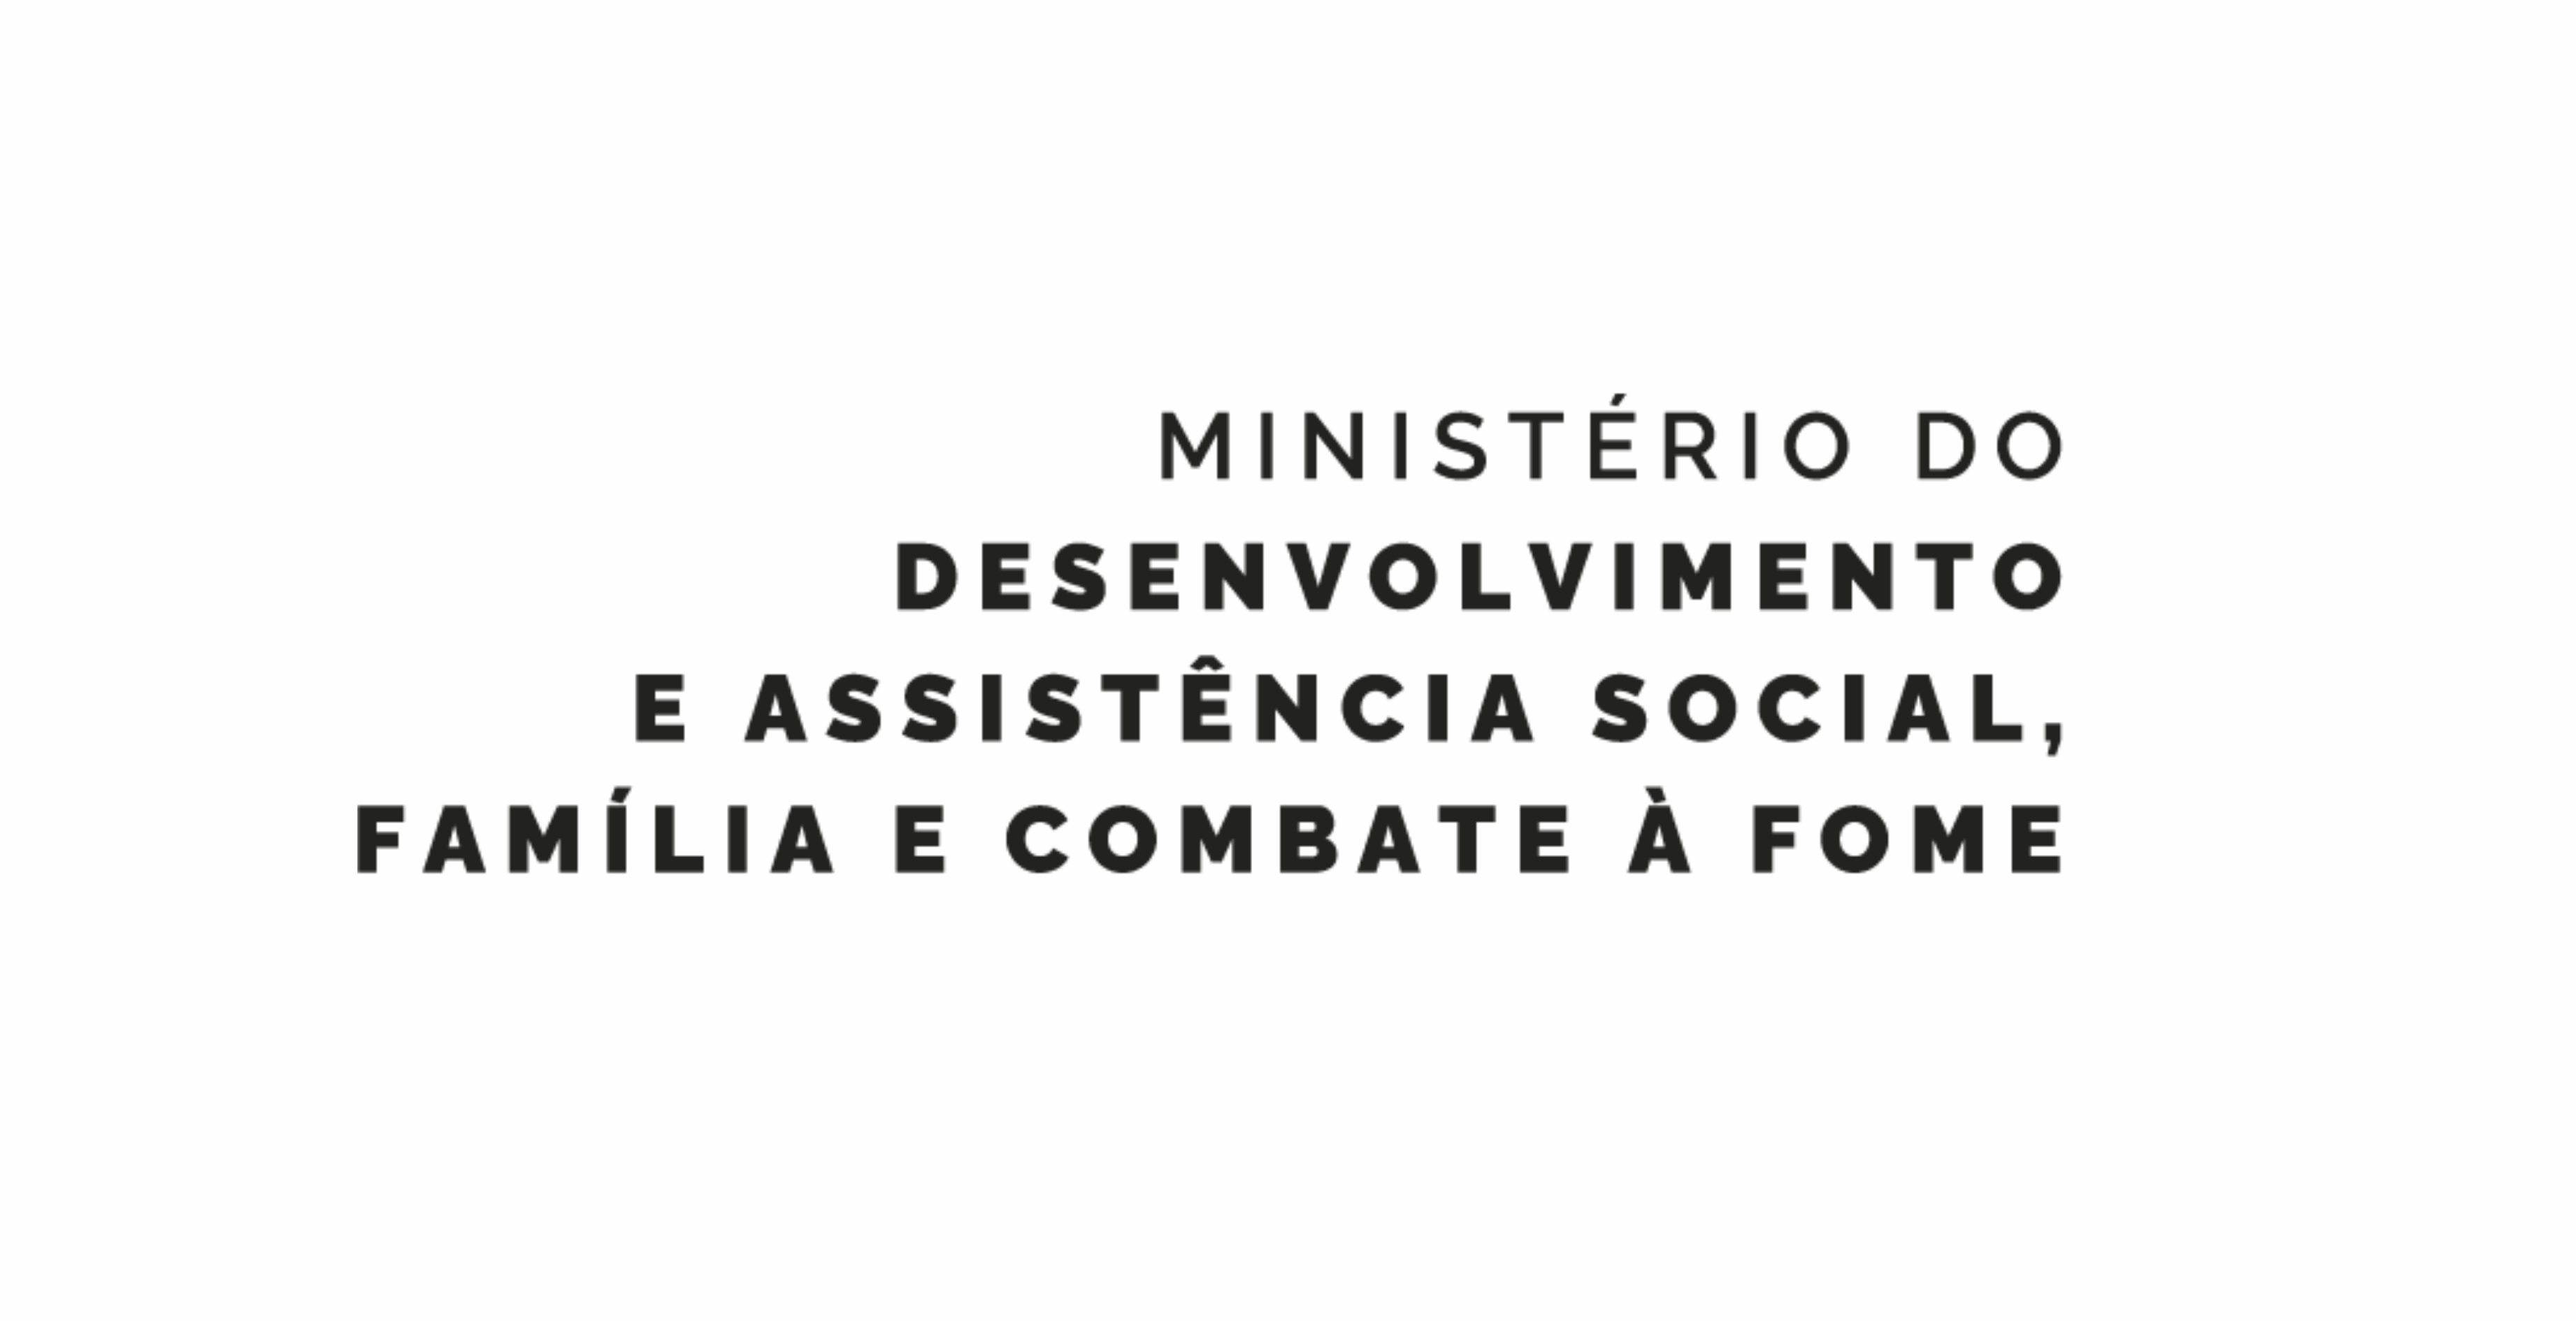 MINISTÉRIO DO
DESENVOLVIMENTO
E ASSISTÊNCIA SOCIAL,
FAMÍLIA E COMBATE À FOME